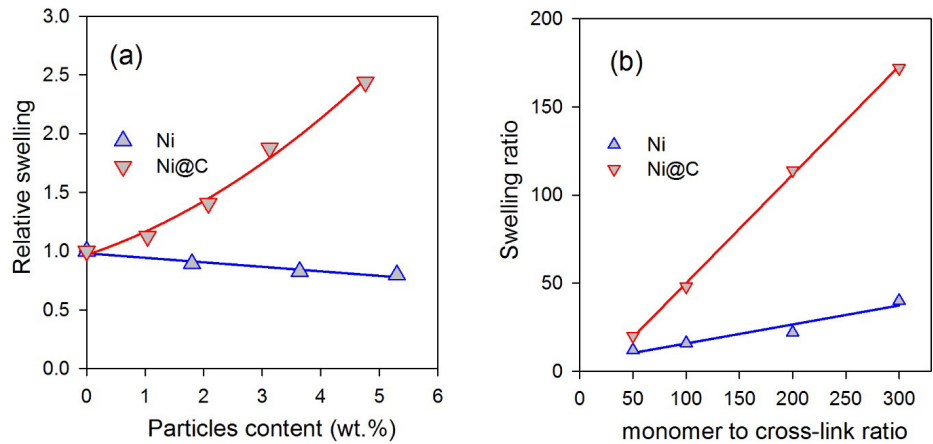 (a)
Relative swelling
3.0
2.5
2.0
1.5
1.0
0.5
0.0
Ni
Ni@C
0 1 2 3 4 5 6
Particles content (wt.%)
(b)
Swelling ratio
200
150
100
50
0
Ni
Ni@C
0 50 100 150 200 250 300
monomer to cross-link ratio